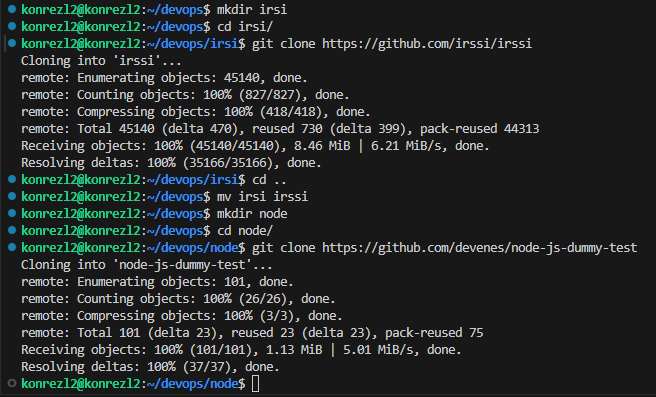 konrezl2@konrezl2:~/devops$ mkdir irsi
konrezl2@konrezl2:~/devops$ cd irsi/
konrezl2@konrezl2:~/devops/irsi$ git clone https://github.com/irssi/irssi
Cloning into 'irssi'...
remote: Enumerating objects: 45140, done.
remote: Counting objects: 100% (827/827), done.
remote: Compressing objects: 100% (418/418), done.
remote: Total 45140 (delta 470), reused 730 (delta 399), pack-reused 44313
Receiving objects: 100% (45140/45140), 8.46 MiB | 6.21 MiB/s, done.
Resolving deltas: 100% (35166/35166), done.
konrezl2@konrezl2:~/devops/irsi$ cd ..
konrezl2@konrezl2:~/devops$ mv irsi irssi
konrezl2@konrezl2:~/devops$ mkdir node
konrezl2@konrezl2:~/devops$ cd node/
konrezl2@konrezl2:~/devops/node$ git clone https://github.com/devenes/node-js-dummy-test
Cloning into 'node-js-dummy-test'...
remote: Enumerating objects: 101, done.
remote: Counting objects: 100% (26/26), done.
remote: Compressing objects: 100% (3/3), done.
remote: Total 101 (delta 23), reused 23 (delta 23), pack-reused 75
Receiving objects: 100% (101/101), 1.13 MiB | 5.01 MiB/s, done.
Resolving deltas: 100% (37/37), done.
konrezl2@konrezl2:~/devops/node$